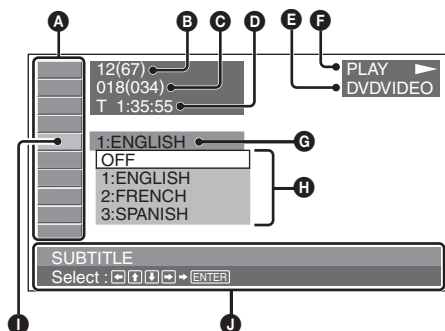 A B C D E F
12(67)
018(034)
T 1:35:55
PLAY
DVDVIDEO
1:ENGLISH
G
OFF
1:ENGLISH
2:FRENCH
3:SPANISH
H
SUBTITLE
Select : ENTER
I J